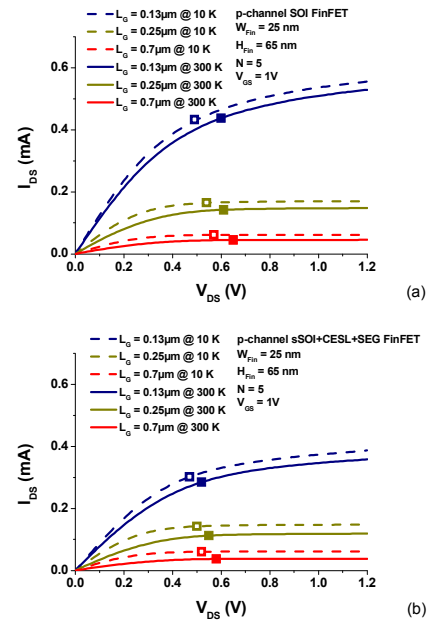 L_G = 0.13µm @ 10 K
L_G = 0.25µm @ 10 K
L_G = 0.7µm @ 10 K
L_G = 0.13µm @ 300 K
L_G = 0.25µm @ 300 K
L_G = 0.7µm @ 300 K
p-channel SOI FinFET
W_Fin = 25 nm
H_Fin = 65 nm
N = 5
V_GS = 1V
0.6
0.4
0.2
0.0
I_DS (mA)
0.0 0.2 0.4 0.6 0.8 1.0 1.2
V_DS (V)
(a)
L_G = 0.13µm @ 10 K
L_G = 0.25µm @ 10 K
L_G = 0.7µm @ 10 K
L_G = 0.13µm @ 300 K
L_G = 0.25µm @ 300 K
L_G = 0.7µm @ 300 K
p-channel sSOI+CESL+SEG FinFET
W_Fin = 25 nm
H_Fin = 65 nm
N = 5
V_GS = 1V
0.6
0.4
0.2
0.0
I_DS (mA)
0.0 0.2 0.4 0.6 0.8 1.0 1.2
V_DS (V)
(b)